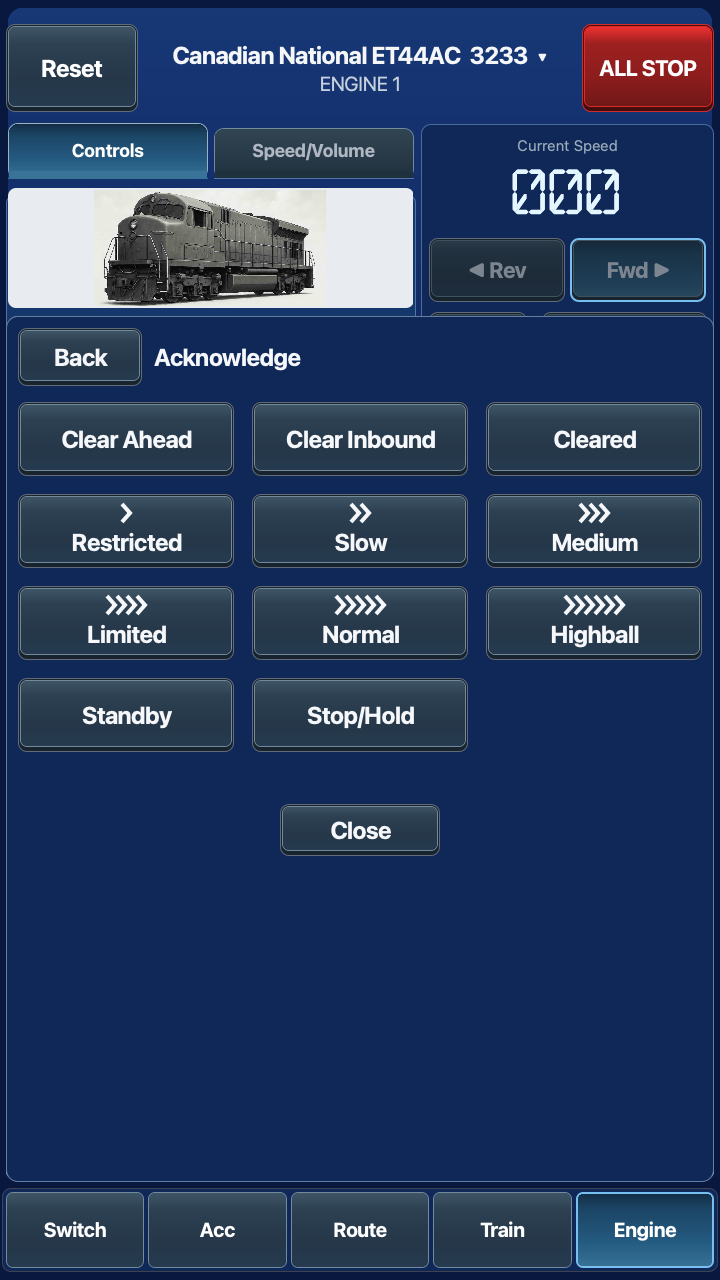 Reset
Canadian National ET44AC 3233 ▼
ENGINE 1
ALL STOP
Controls
Speed/Volume
Current Speed
000
◀ Rev
Fwd ▶
Back
Acknowledge
Clear Ahead
Clear Inbound
Cleared
Restricted
Slow
Medium
Limited
Normal
Highball
Standby
Stop/Hold
Close
Switch
Acc
Route
Train
Engine